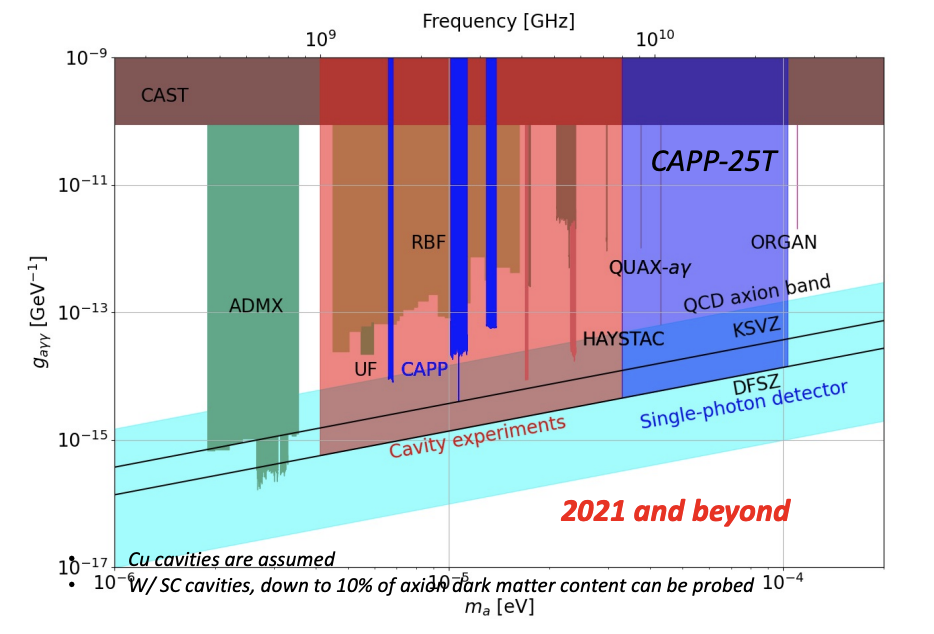 Frequency [GHz]
10⁹
10¹⁰
10⁻⁹
CAST
CAPP-25T
10⁻¹¹
RBF
ORGAN
QUAX-aγ
QCD axion band
ADMX
10⁻¹³
KSVZ
HAYSTAC
UF
CAPP
DFSZ
Single-photon detector
Cavity experiments
10⁻¹⁵
2021 and beyond
gₐγγ [GeV⁻¹]
10⁻¹⁷
• Cu cavities are assumed
• W/ SC cavities, down to 10% of axion dark matter content can be probed
10⁻⁶
10⁻⁵
10⁻⁴
mₐ [eV]